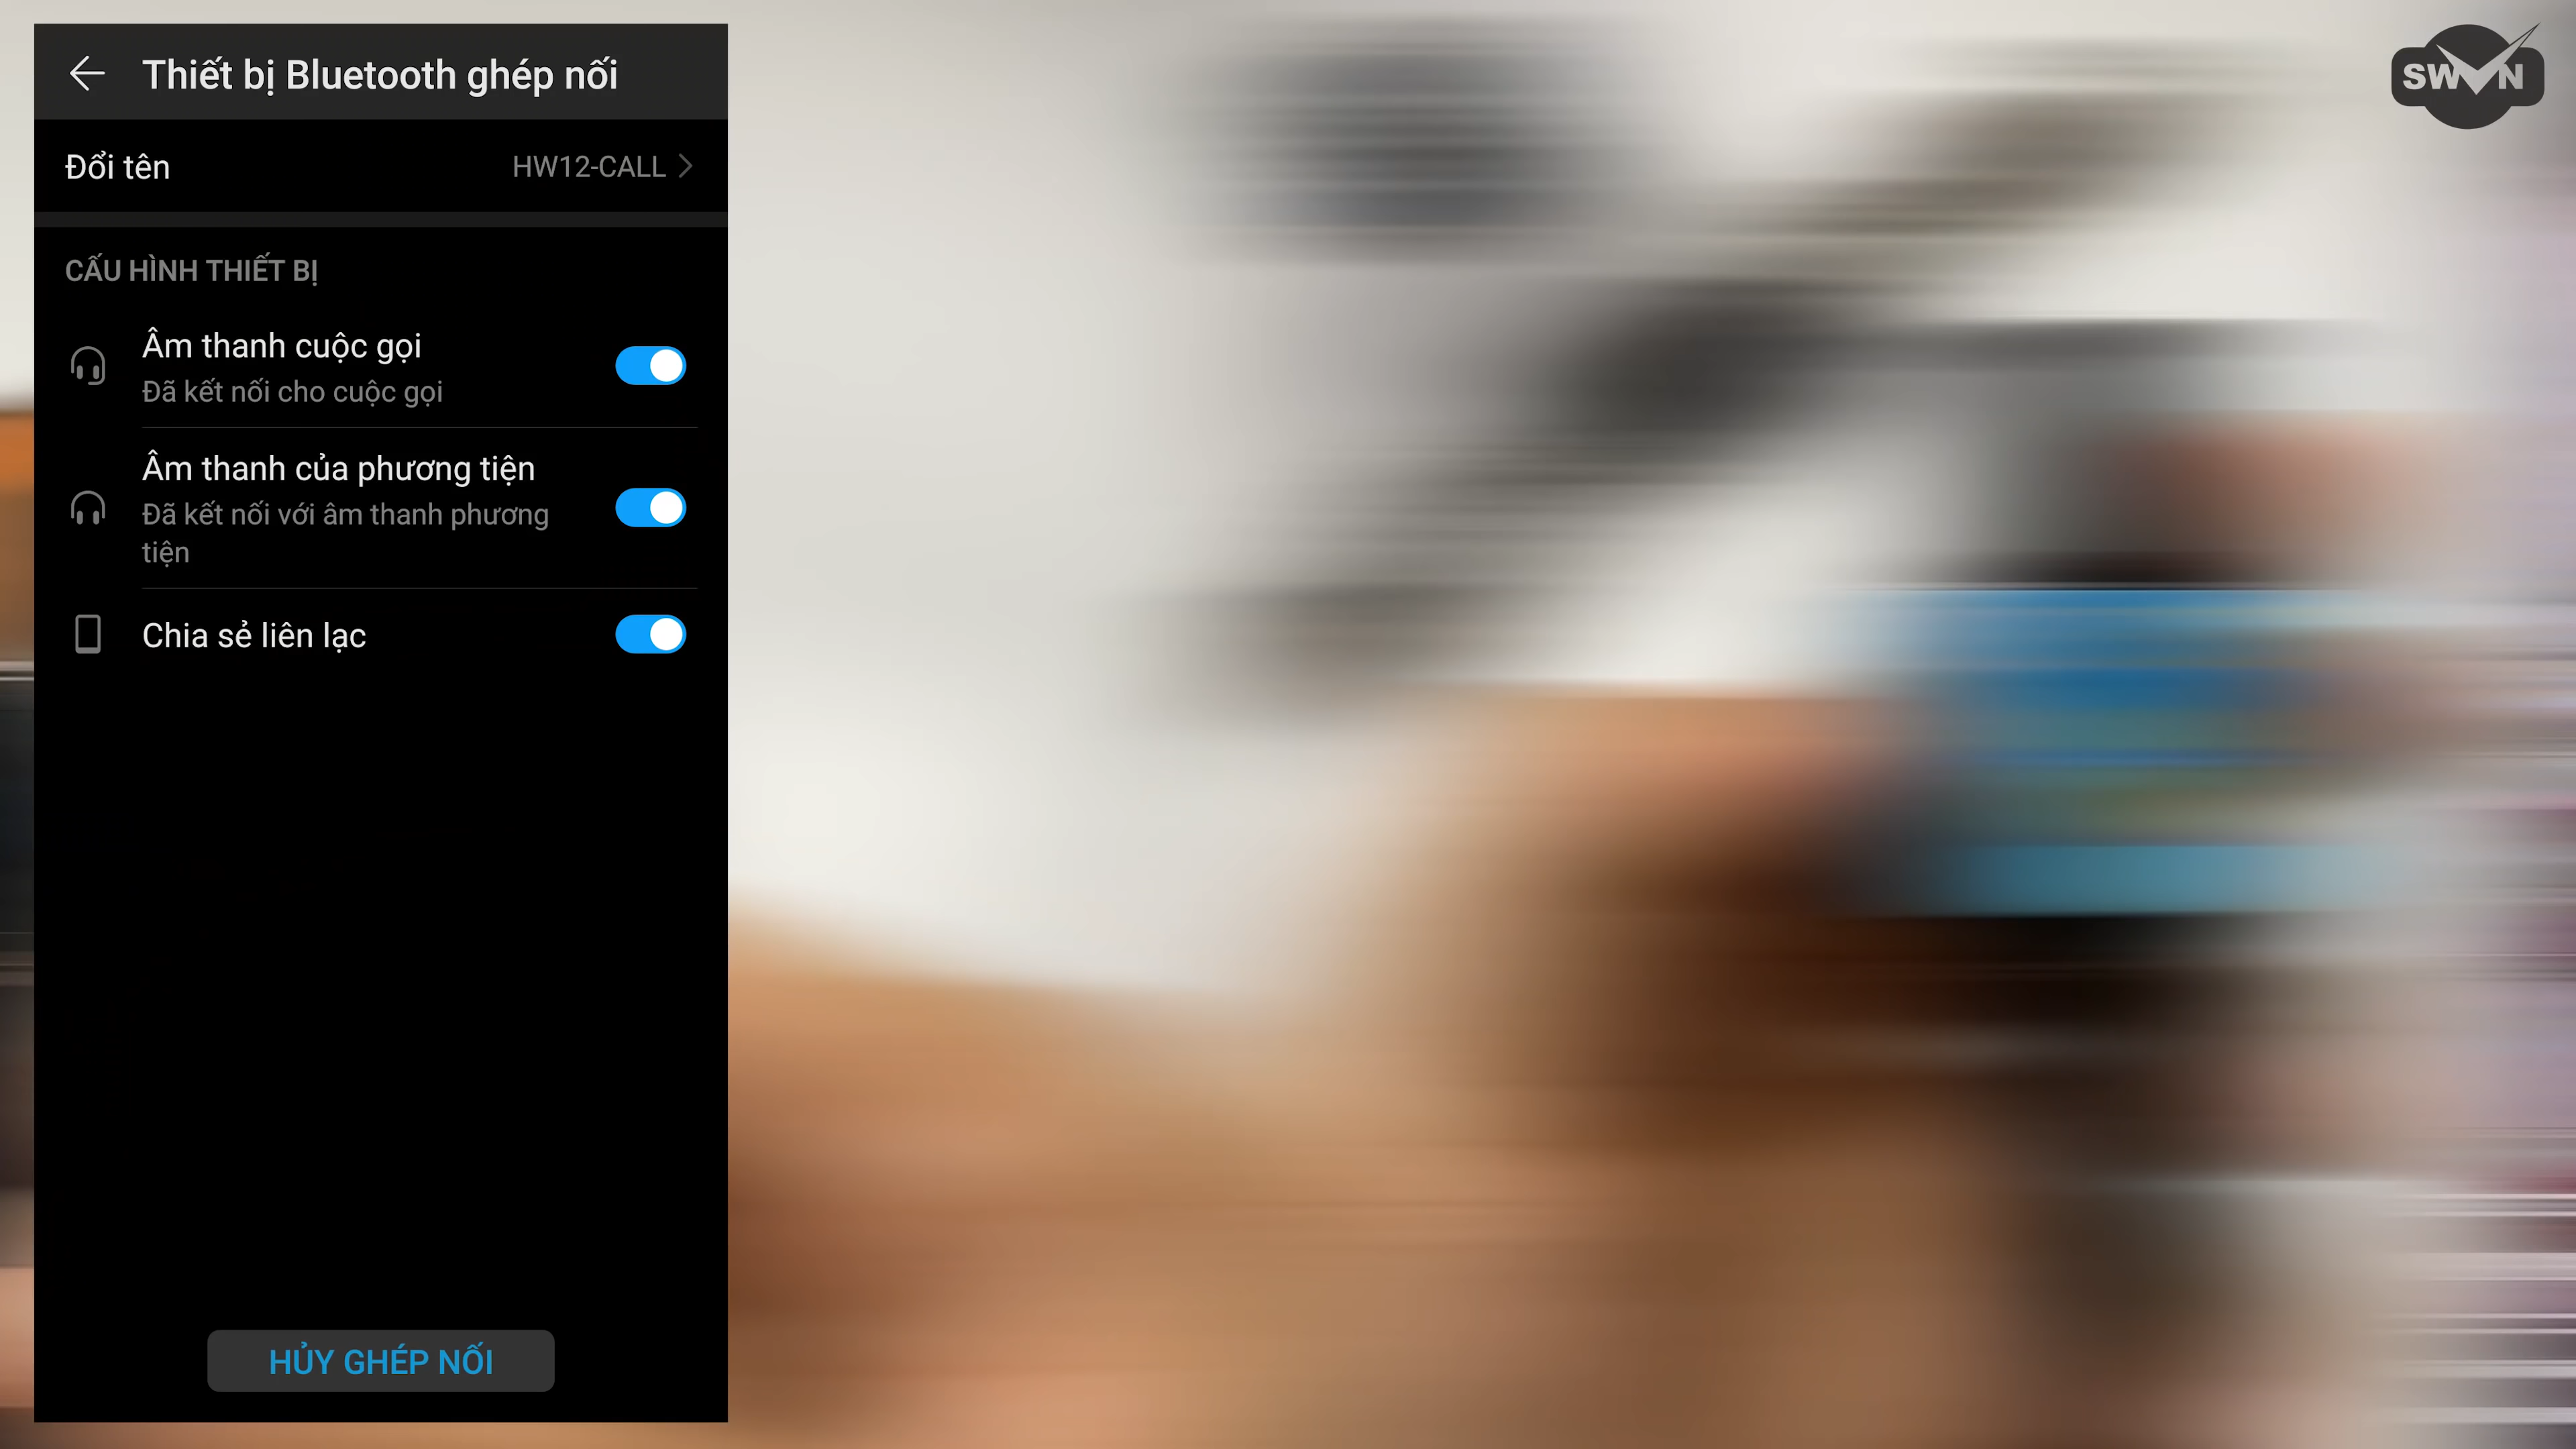 Thiết bị Bluetooth ghép nối
Đổi tên
HW12-CALL
CẤU HÌNH THIẾT BỊ
Âm thanh cuộc gọi
Đã kết nối cho cuộc gọi
Âm thanh của phương tiện
Đã kết nối với âm thanh phương
tiện
Chia sẻ liên lạc
HỦY GHÉP NỐI
SWVN